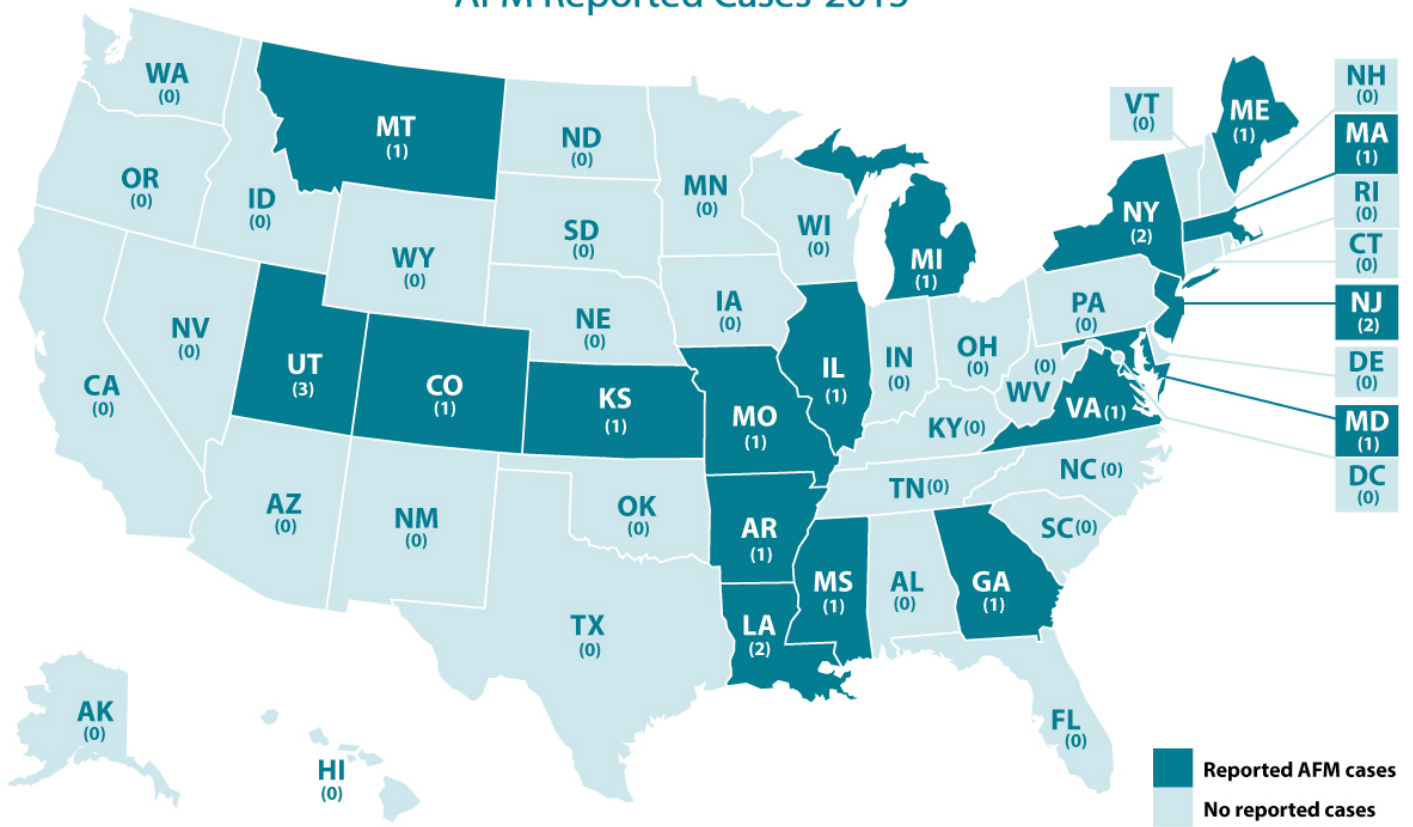 AFM Reported Cases 2015
WA
(0)
MT
(1)
ND
(0)
MN
(0)
VT
(0)
ME
(1)
NH
(0)
MA
(1)
RI
(0)
CT
(0)
NJ
(2)
DE
(0)
MD
(1)
DC
(0)
OR
(0)
ID
(0)
WY
(0)
SD
(0)
WI
(0)
MI
(1)
NY
(2)
NV
(0)
CA
(0)
UT
(3)
CO
(1)
NE
(0)
KS
(1)
IA
(0)
MO
(1)
IL
(1)
IN
(0)
OH
(0)
PA
(0)
(0)
WV
VA(1)
KY(0)
AZ
(0)
NM
(0)
OK
(0)
AR
(1)
TN(0)
NC(0)
SC(0)
TX
(0)
LA
(2)
MS
(1)
AL
(0)
GA
(1)
FL
(0)
AK
(0)
HI
(0)
Reported AFM cases
No reported cases